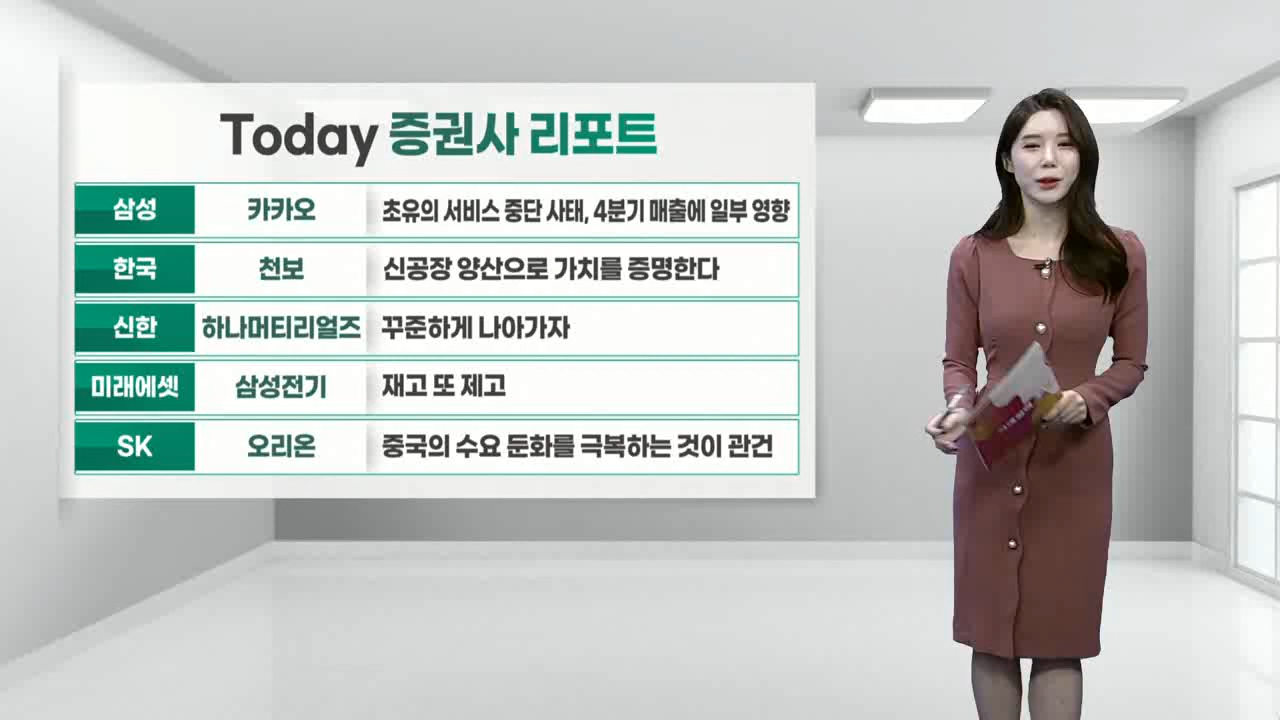 Today 증권사 리포트
삼성 카카오 초유의 서비스 중단 사태, 4분기 매출에 일부 영향
한국 천보 신공장 양산으로 가치를 증명한다
신한 하나머티리얼즈 꾸준하게 나아가자
미래에셋 삼성전기 재고 또 제고
SK 오리온 중국의 수요 둔화를 극복하는 것이 관건